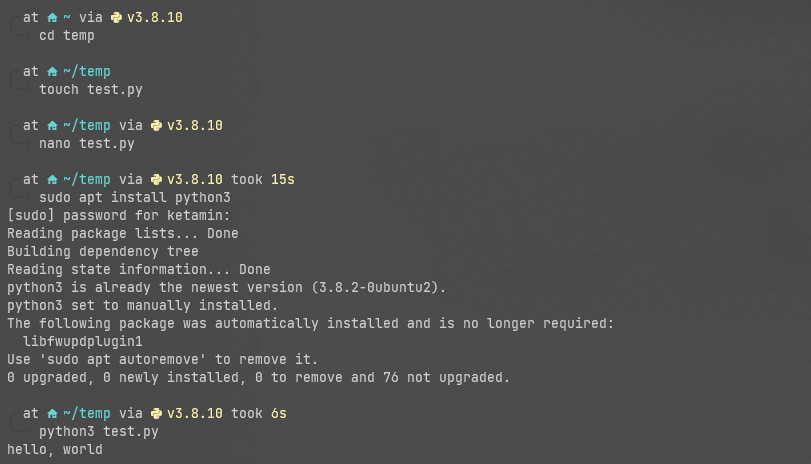 at ~ via v3.8.10
cd temp
at ~/temp
touch test.py
at ~/temp via v3.8.10
nano test.py
at ~/temp via v3.8.10 took 15s
sudo apt install python3
[sudo] password for ketamin:
Reading package lists... Done
Building dependency tree
Reading state information... Done
python3 is already the newest version (3.8.2-0ubuntu2).
python3 set to manually installed.
The following package was automatically installed and is no longer required:
libfwupdplugin1
Use 'sudo apt autoremove' to remove it.
0 upgraded, 0 newly installed, 0 to remove and 76 not upgraded.
at ~/temp via v3.8.10 took 6s
python3 test.py
hello, world